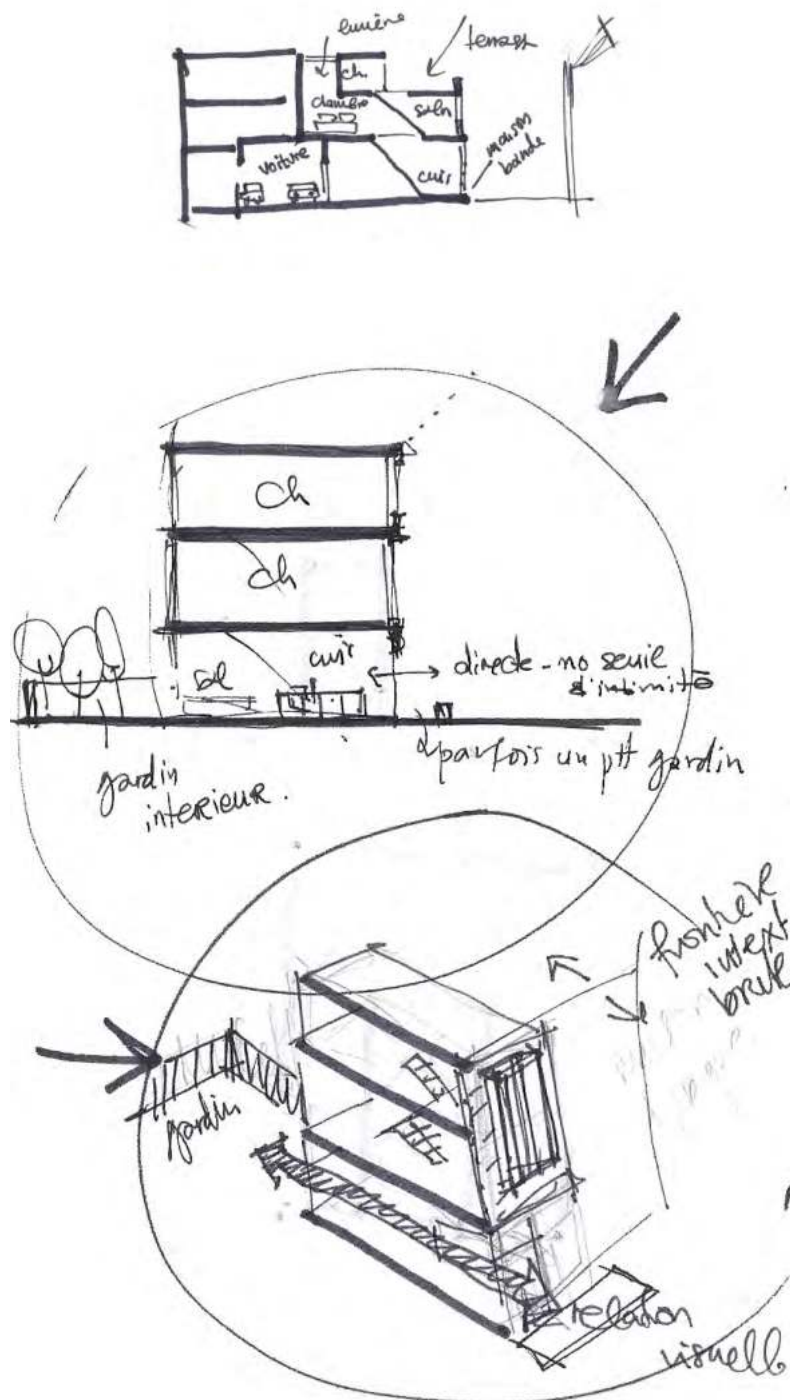 lumière
terrasse
ch.
chambre
salon
voiture
cuis
maison
bande
ch
ch
sal
cuis
directe - no seuil
d'intimité
parfois un ptt jardin
jardin
interieur.
frontière
int ext
jardin
relation
visuelle